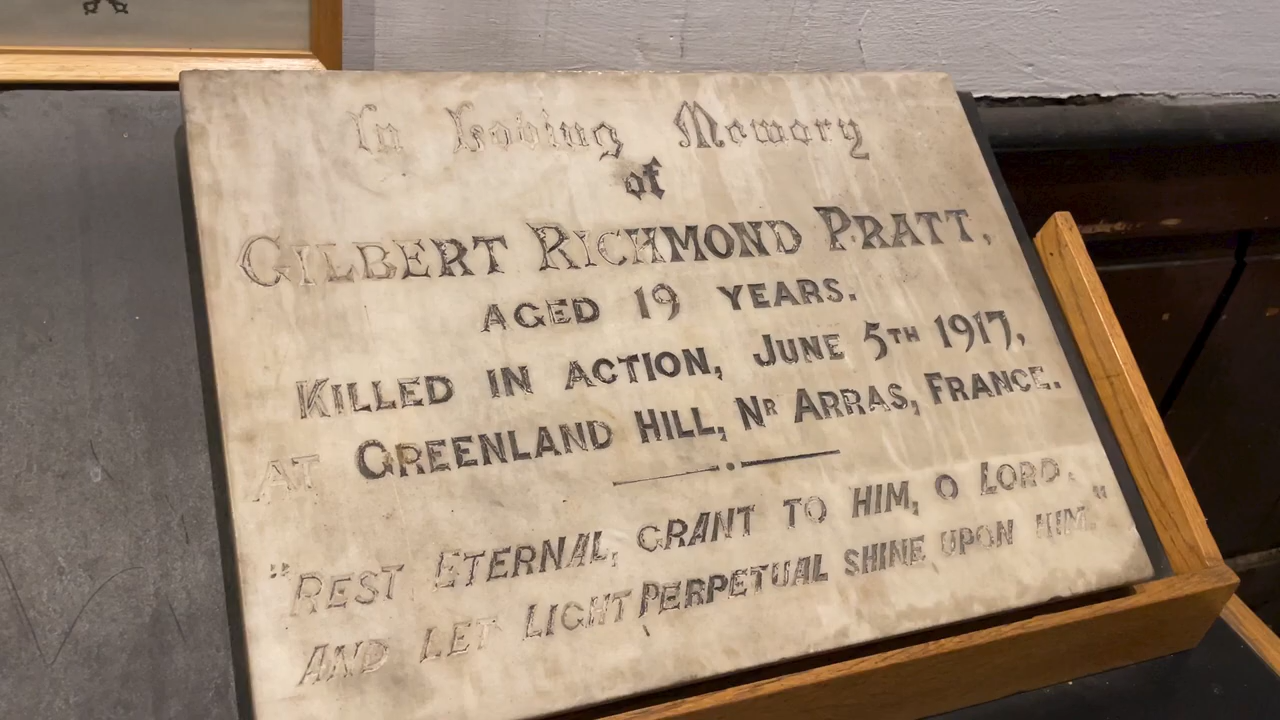 In Loving Memory
of
GILBERT RICHMOND PRATT,
AGED 19 YEARS.
KILLED IN ACTION, JUNE 5TH 1917,
AT GREENLAND HILL, NR ARRAS, FRANCE.
"REST ETERNAL, GRANT TO HIM, O LORD.
AND LET LIGHT PERPETUAL SHINE UPON HIM."